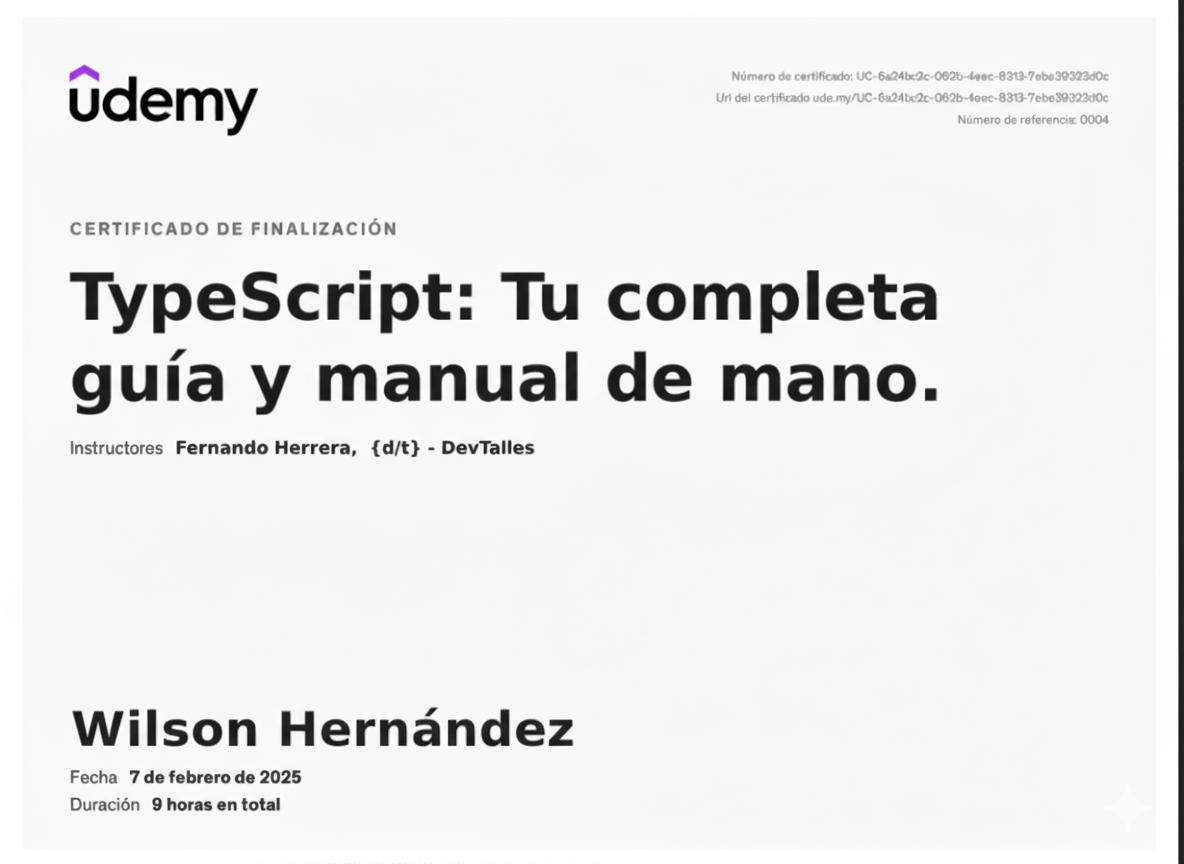 udemy
Número de certificado: UC-6a24bc2c-062b-4eec-8313-7ebe39323d0c
Url del certificado ude.my/UC-6a24bc2c-062b-4eec-8313-7ebe39323d0c
Número de referencia: 0004
CERTIFICADO DE FINALIZACIÓN
TypeScript: Tu completa
guía y manual de mano.
Instructores Fernando Herrera, {d/t} - DevTalles
Wilson Hernández
Fecha 7 de febrero de 2025
Duración 9 horas en total